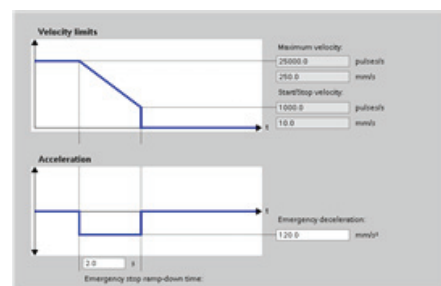 Velocity limits
Maximum velocity:
25000.0 pulses/s
250.0 mm/s
Start/Stop velocity:
1000.0 pulses/s
10.0 mm/s
t
Acceleration
t
Emergency deceleration:
120.0 mm/s²
2.0 s
Emergency stop ramp-down time: